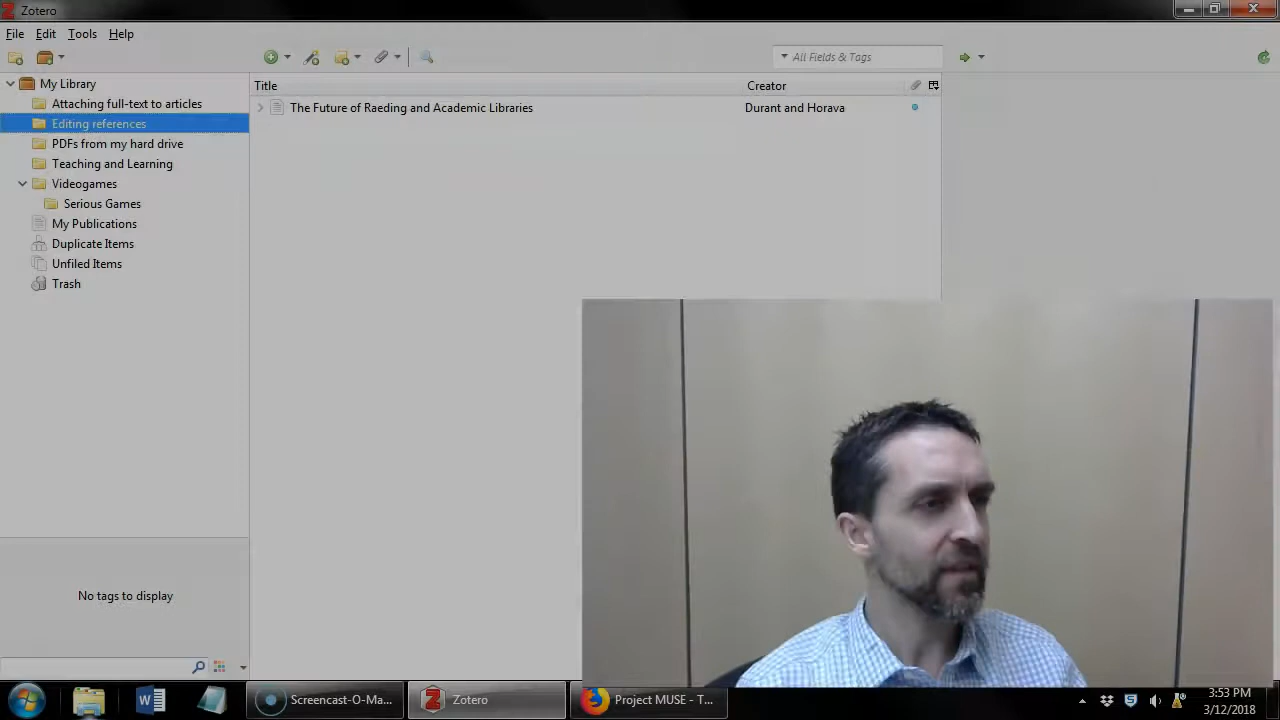 Zotero
File Edit Tools Help
All Fields & Tags
My Library
Attaching full-text to articles
Editing references
PDFs from my hard drive
Teaching and Learning
Videogames
Serious Games
My Publications
Duplicate Items
Unfiled Items
Trash
Title Creator
The Future of Raeding and Academic Libraries Durant and Horava
No tags to display
Screencast-O-Ma... Zotero Project MUSE - T...
3:53 PM
3/12/2018